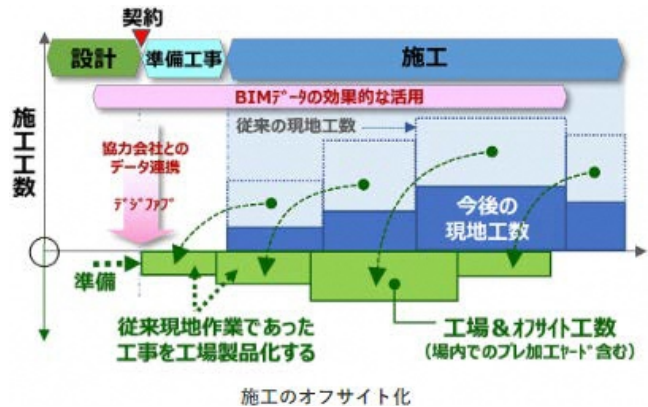 契約
設計
準備工事
施工
BIMデータの効果的な活用
従来の現地工数
施工工数
協力会社との
データ連携
デジファブ
今後の
現地工数
準備
従来現地作業であった
工事を工場製品化する
工場&オフサイト工数
(場内でのプレ加工ヤード含む)
施工のオフサイト化